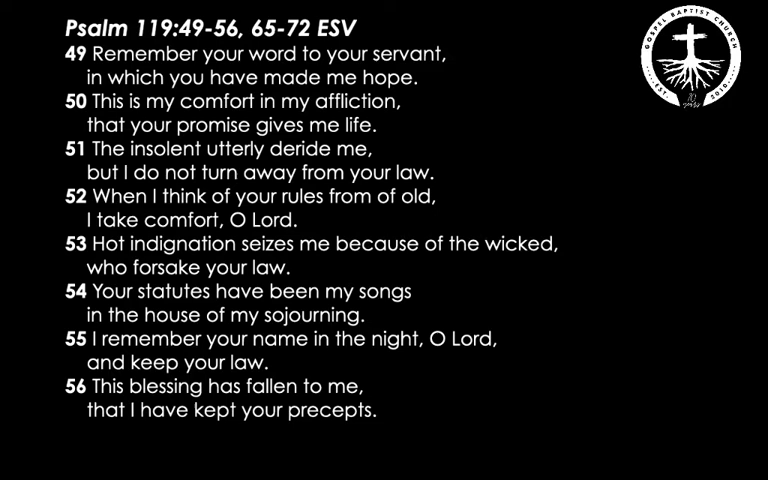 Psalm 119:49-56, 65-72 ESV
49 Remember your word to your servant,
in which you have made me hope.
50 This is my comfort in my affliction,
that your promise gives me life.
51 The insolent utterly deride me,
but I do not turn away from your law.
52 When I think of your rules from of old,
I take comfort, O Lord.
53 Hot indignation seizes me because of the wicked,
who forsake your law.
54 Your statutes have been my songs
in the house of my sojourning.
55 I remember your name in the night, O Lord,
and keep your law.
56 This blessing has fallen to me,
that I have kept your precepts.
GOSPEL BAPTIST CHURCH
EST. 2010
10
years